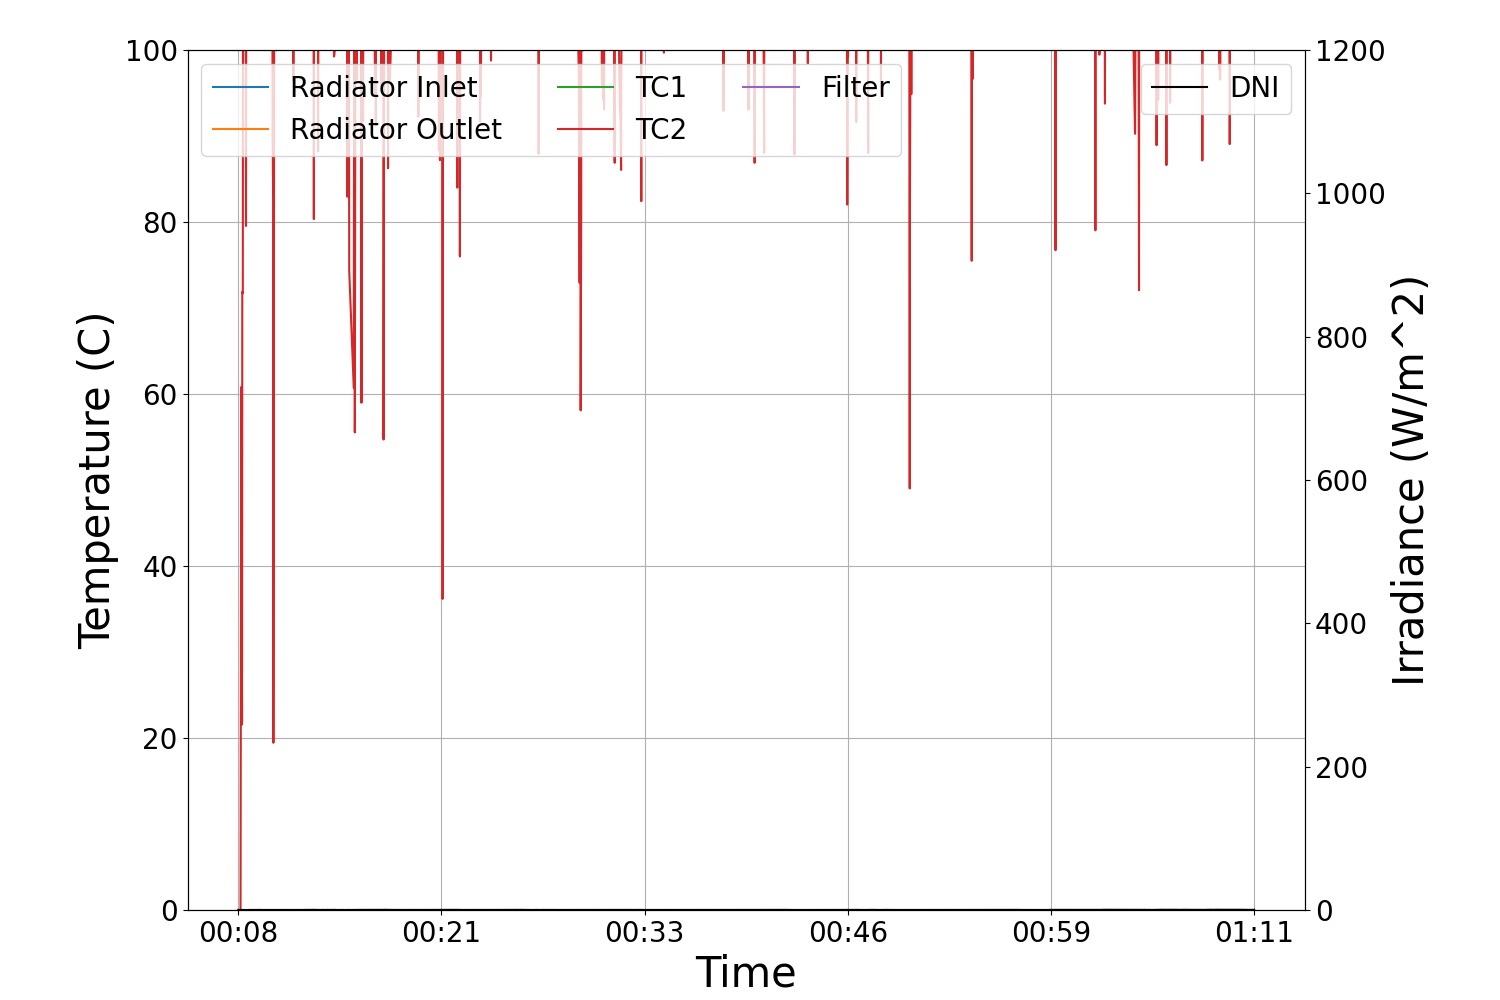 100
80
60
40
20
0
Temperature (C)
Radiator Inlet
Radiator Outlet
TC1
TC2
Filter
DNI
1200
1000
800
600
400
200
0
Irradiance (W/m^2)
00:08 00:21 00:33 00:46 00:59 01:11
Time